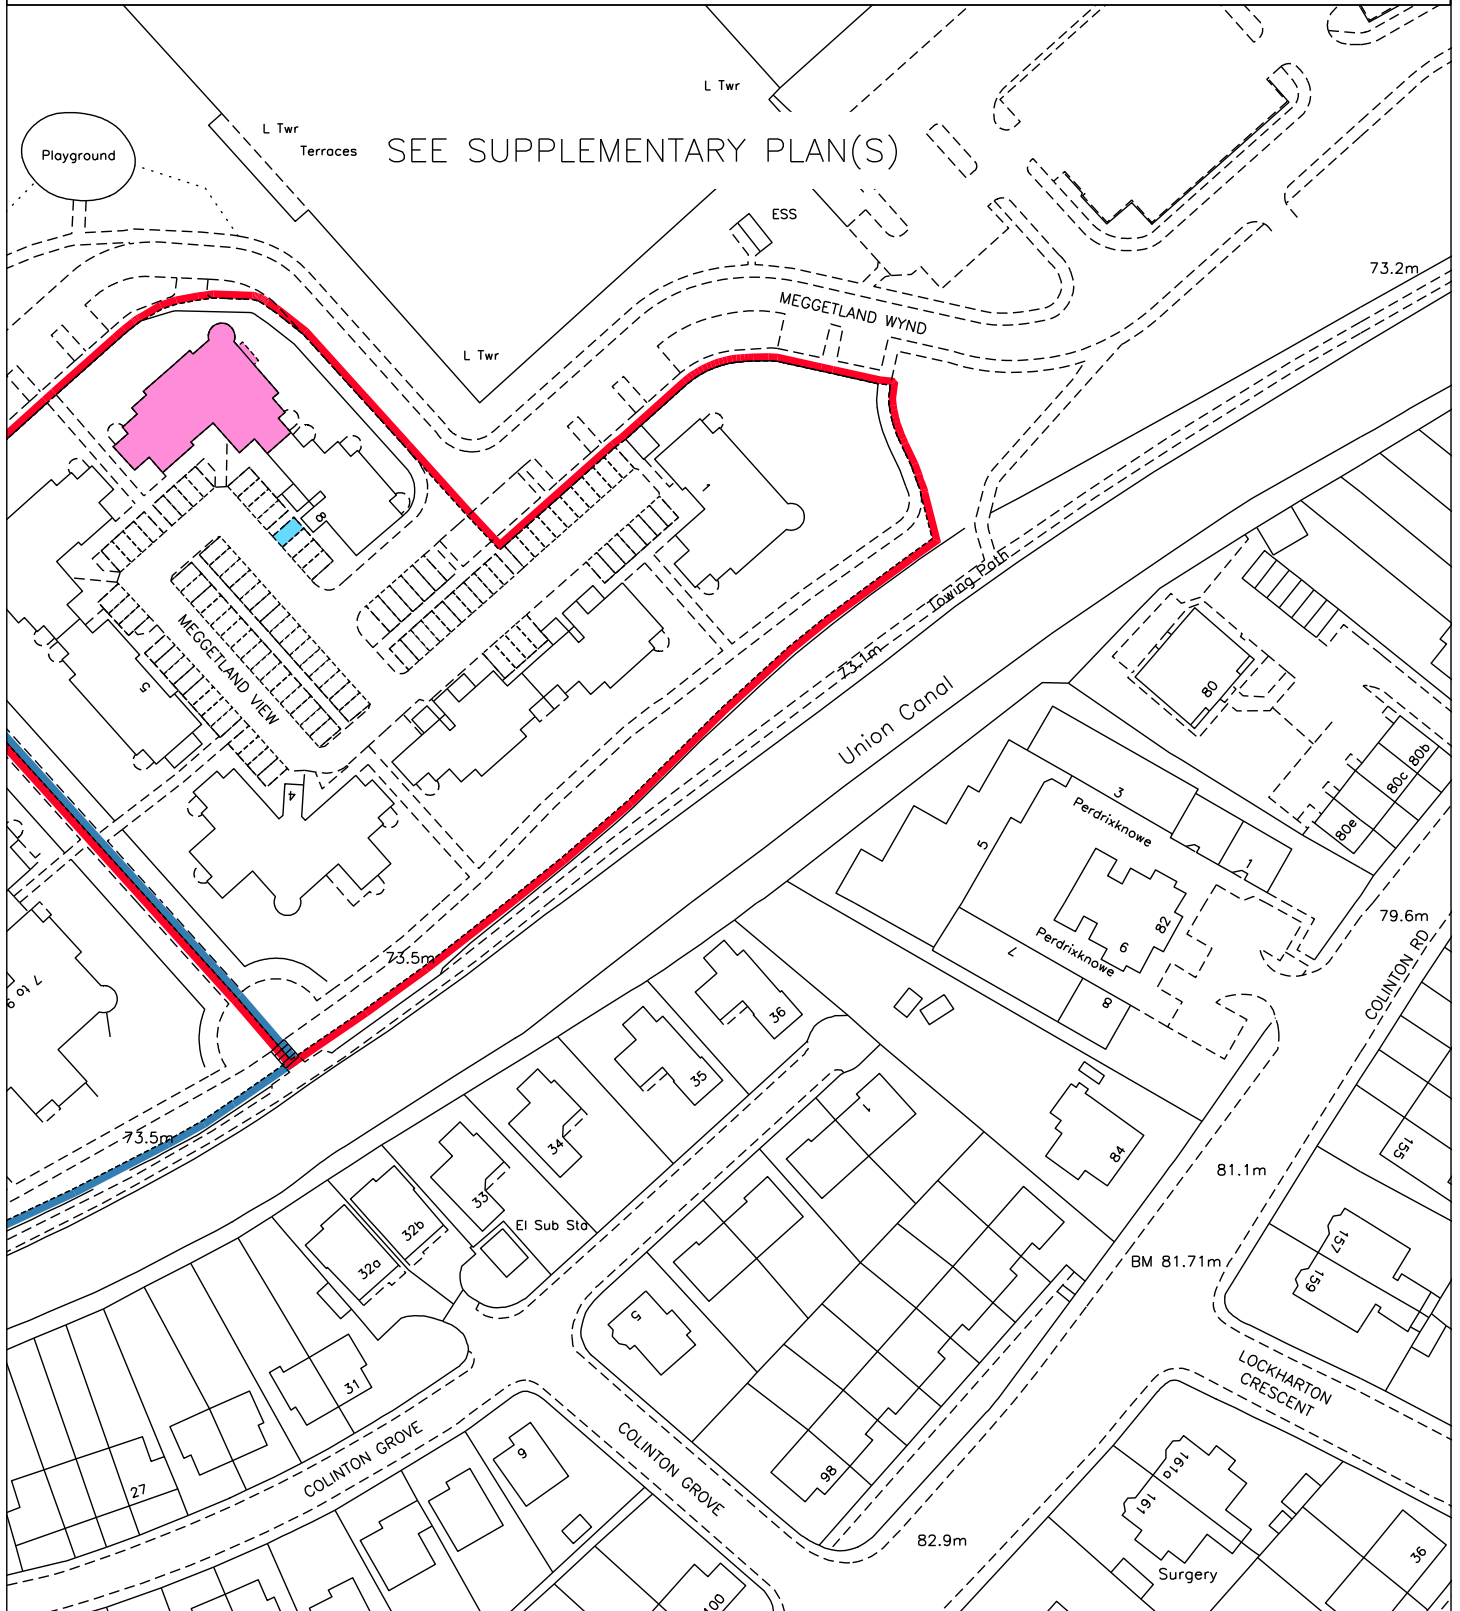 L Twr
L Twr
Terraces
SEE SUPPLEMENTARY PLAN(S)
Playground
ESS
73.2m
MEGGETLAND WYND
L Twr
1
8
Towing Path
73.1m
MEGGETLAND VIEW
5
Union Canal
80
4
80b
80c
80e
3
Perdrixknowe
5
1
82
6
Perdrixknowe
7
8
79.6m
COLINTON RD
73.5m
7 to 9
36
35
34
33
32b
32a
El Sub Sta
73.5m
1
84
155
81.1m
157
159
BM 81.71m
5
31
LOCKHARTON
CRESCENT
27
COLINTON GROVE
9
COLINTON GROVE
98
161a
161
82.9m
Surgery
36
100